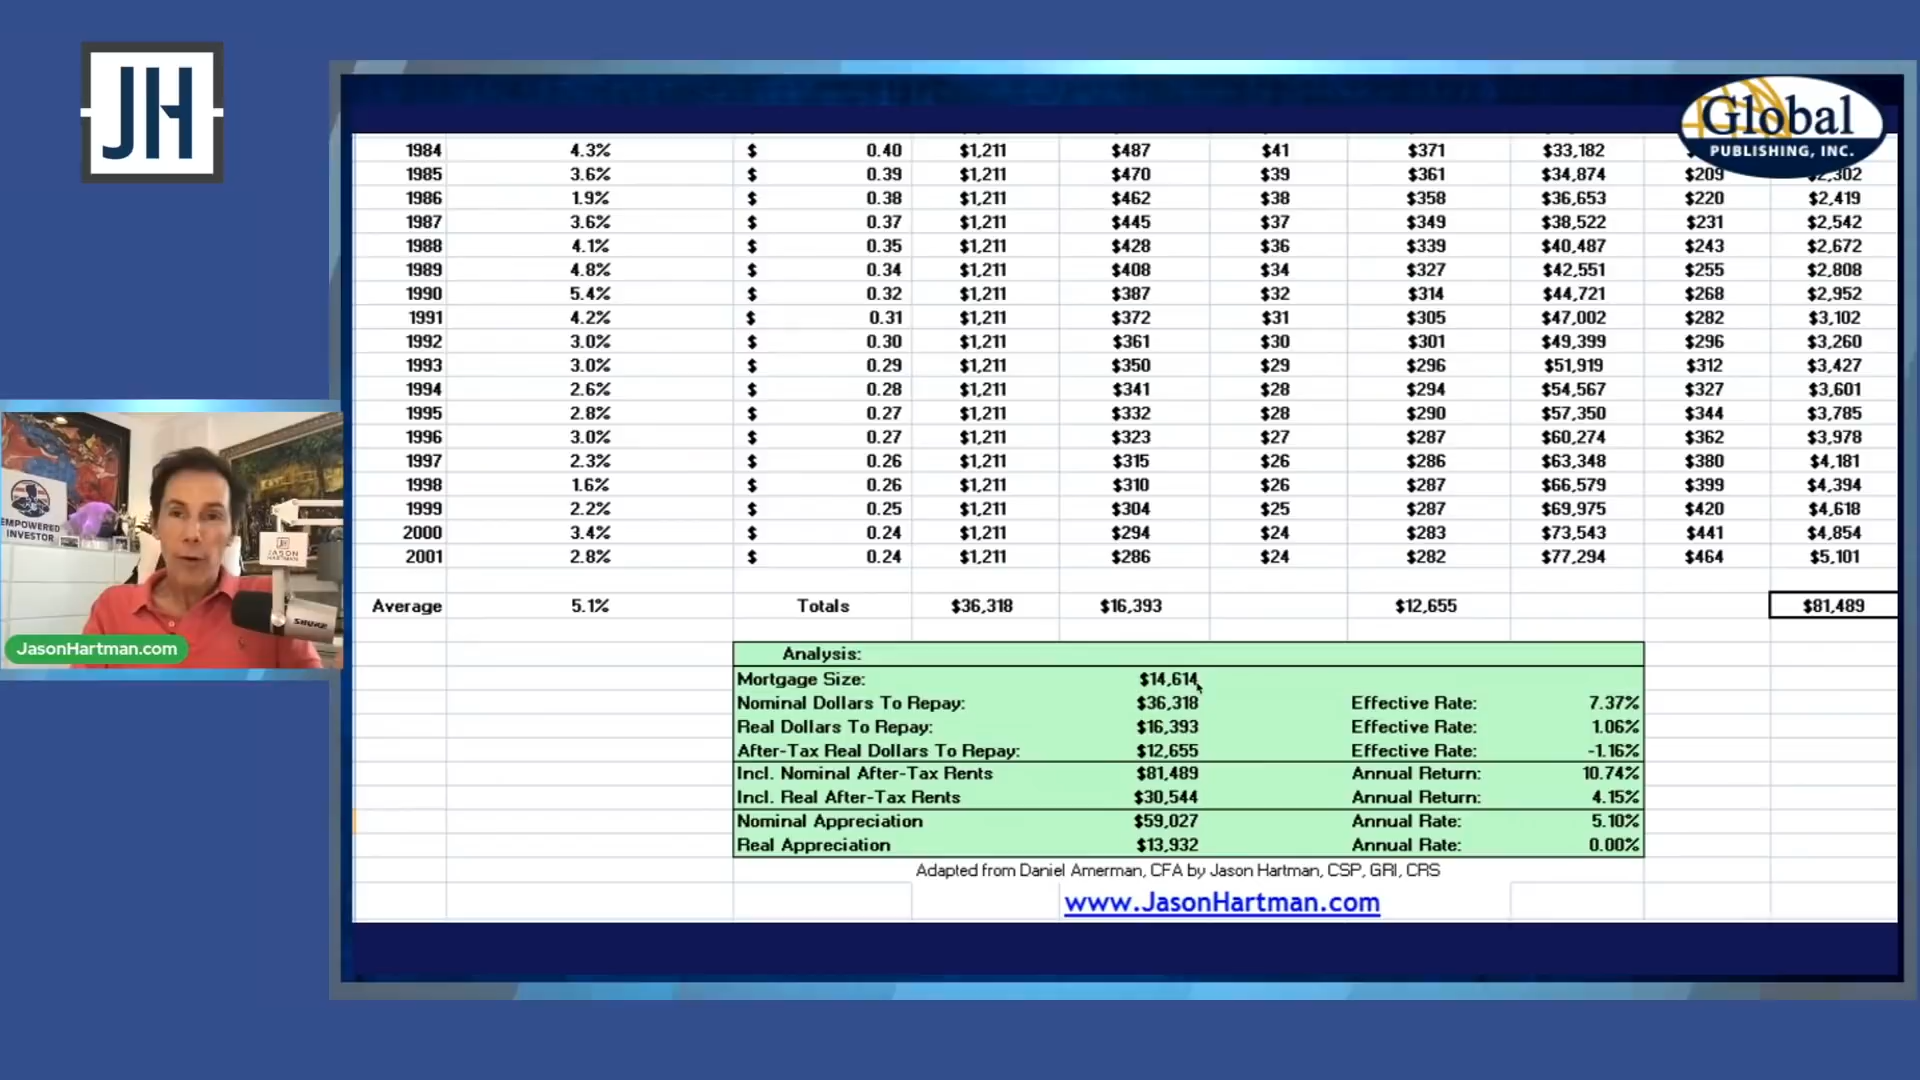 JH
Global
PUBLISHING, INC.
1984 4.3% $ 0.40 $1,211 $487 $41 $371 $33,182
1985 3.6% $ 0.39 $1,211 $470 $39 $361 $34,874 $209 $2,302
1986 1.9% $ 0.38 $1,211 $462 $38 $358 $36,653 $220 $2,419
1987 3.6% $ 0.37 $1,211 $445 $37 $349 $38,522 $231 $2,542
1988 4.1% $ 0.35 $1,211 $428 $36 $339 $40,487 $243 $2,672
1989 4.8% $ 0.34 $1,211 $408 $34 $327 $42,551 $255 $2,808
1990 5.4% $ 0.32 $1,211 $387 $32 $314 $44,721 $268 $2,952
1991 4.2% $ 0.31 $1,211 $372 $31 $305 $47,002 $282 $3,102
1992 3.0% $ 0.30 $1,211 $361 $30 $301 $49,399 $296 $3,260
1993 3.0% $ 0.29 $1,211 $350 $29 $296 $51,919 $312 $3,427
1994 2.6% $ 0.28 $1,211 $341 $28 $294 $54,567 $327 $3,601
1995 2.8% $ 0.27 $1,211 $332 $28 $290 $57,350 $344 $3,785
1996 3.0% $ 0.27 $1,211 $323 $27 $287 $60,274 $362 $3,978
1997 2.3% $ 0.26 $1,211 $315 $26 $286 $63,348 $380 $4,181
1998 1.6% $ 0.26 $1,211 $310 $26 $287 $66,579 $399 $4,394
1999 2.2% $ 0.25 $1,211 $304 $25 $287 $69,975 $420 $4,618
2000 3.4% $ 0.24 $1,211 $294 $24 $283 $73,543 $441 $4,854
2001 2.8% $ 0.24 $1,211 $286 $24 $282 $77,294 $464 $5,101
Average 5.1% Totals $36,318 $16,393 $12,655 $81,489
Analysis:
Mortgage Size: $14,614
Nominal Dollars To Repay: $36,318 Effective Rate: 7.37%
Real Dollars To Repay: $16,393 Effective Rate: 1.06%
After-Tax Real Dollars To Repay: $12,655 Effective Rate: -1.16%
Incl. Nominal After-Tax Rents $81,489 Annual Return: 10.74%
Incl. Real After-Tax Rents $30,544 Annual Return: 4.15%
Nominal Appreciation $59,027 Annual Rate: 5.10%
Real Appreciation $13,932 Annual Rate: 0.00%
Adapted from Daniel Amerman, CFA by Jason Hartman, CSP, GRI, CRS
www.JasonHartman.com
EMPOWERED
INVESTOR
JH
JASON
HARTMAN
SHURE
JasonHartman.com